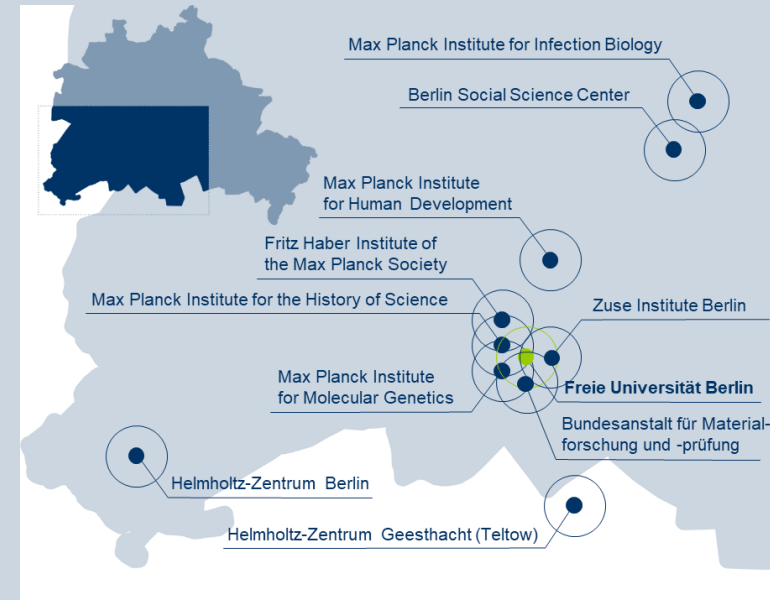 Max Planck Institute for Infection Biology
Berlin Social Science Center
Max Planck Institute
for Human Development
Fritz Haber Institute of
the Max Planck Society
Max Planck Institute for the History of Science
Zuse Institute Berlin
Max Planck Institute
for Molecular Genetics
Freie Universität Berlin
Bundesanstalt für Material-
forschung und -prüfung
Helmholtz-Zentrum Berlin
Helmholtz-Zentrum Geesthacht (Teltow)